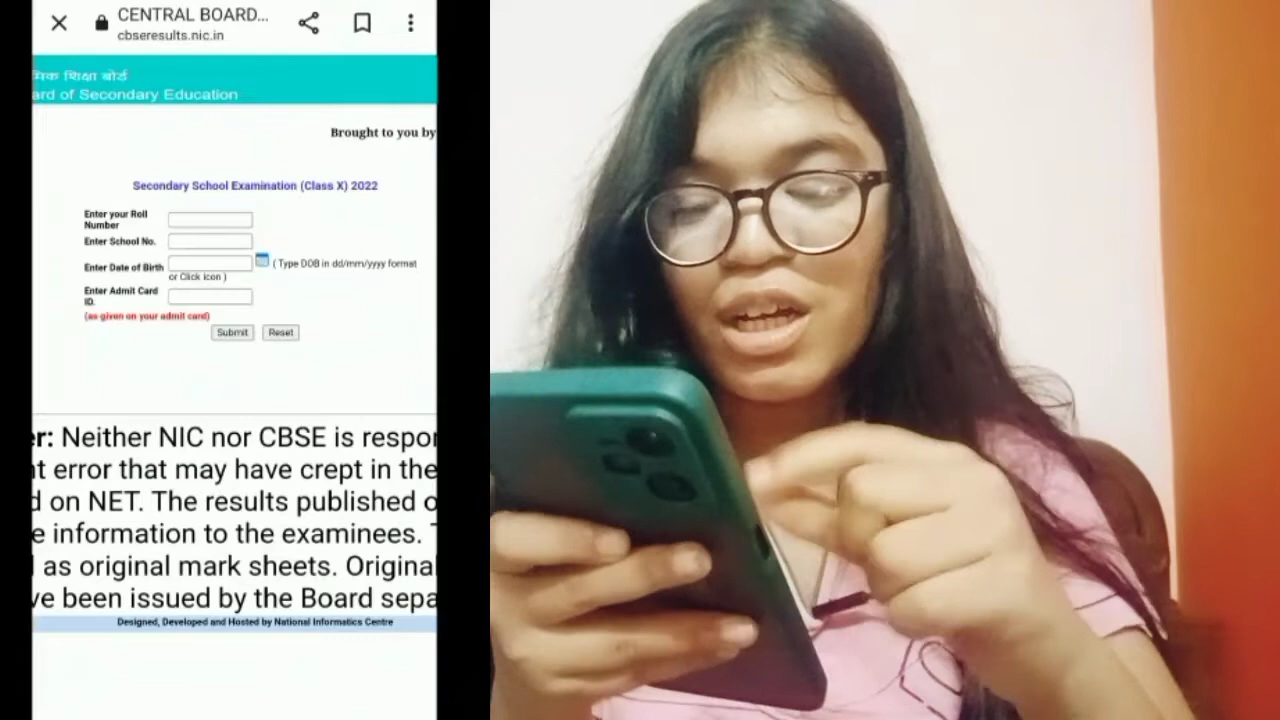 CENTRAL BOARD...
cbseresults.nic.in
मिक शिक्षा बोर्ड
ard of Secondary Education
Brought to you by
Secondary School Examination (Class X) 2022
Enter your Roll
Number
Enter School No.
Enter Date of Birth
( Type DOB in dd/mm/yyyy format
or Click icon )
Enter Admit Card
ID.
(as given on your admit card)
Submit Reset
er: Neither NIC nor CBSE is respon
nt error that may have crept in the
d on NET. The results published o
e information to the examinees. T
as original mark sheets. Original
ve been issued by the Board sepa
Designed, Developed and Hosted by National Informatics Centre